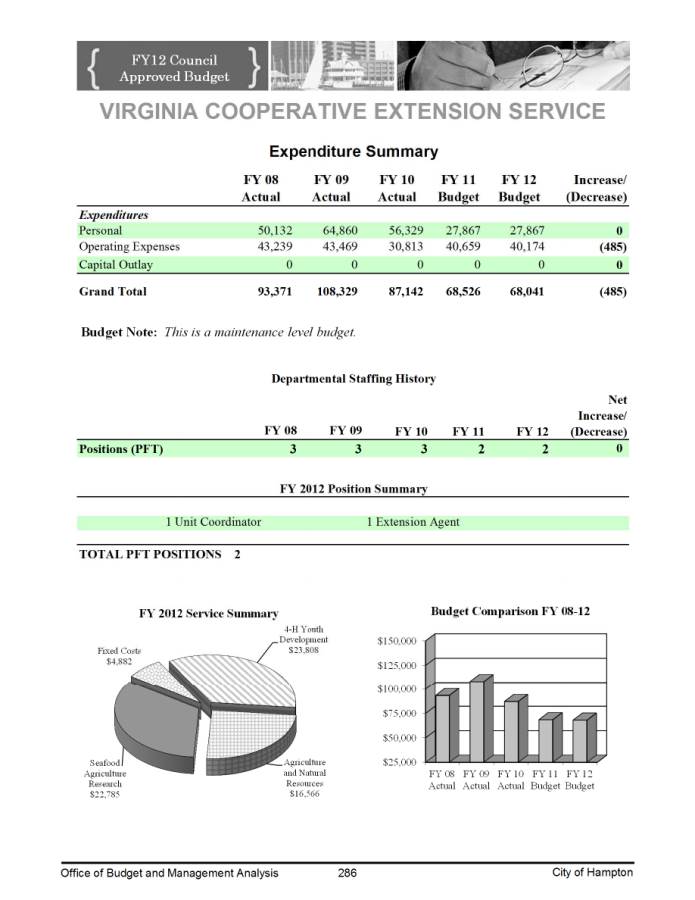 FY12 Council
Approved Budget
VIRGINIA COOPERATIVE EXTENSION SERVICE
Expenditure Summary
FY 08 FY 09 FY 10 FY 11 FY 12 Increase/
Actual Actual Actual Budget Budget (Decrease)
Expenditures
Personal 50,132 64,860 56,329 27,867 27,867 0
Operating Expenses 43,239 43,469 30,813 40,659 40,174 (485)
Capital Outlay 0 0 0 0 0 0
Grand Total 93,371 108,329 87,142 68,526 68,041 (485)
Budget Note: This is a maintenance level budget.
Departmental Staffing History
Net
Increase/
FY 08 FY 09 FY 10 FY 11 FY 12 (Decrease)
Positions (PFT) 3 3 3 2 2 0
FY 2012 Position Summary
1 Unit Coordinator 1 Extension Agent
TOTAL PFT POSITIONS 2
FY 2012 Service Summary
4-H Youth
Development
$23,808
Fixed Costs
$4,882
Seafood
Agriculture
Research
$22,785
Agriculture
and Natural
Resources
$16,566
Budget Comparison FY 08-12
$150,000
$125,000
$100,000
$75,000
$50,000
$25,000
FY 08 FY 09 FY 10 FY 11 FY 12
Actual Actual Actual Budget Budget
Office of Budget and Management Analysis 286 City of Hampton